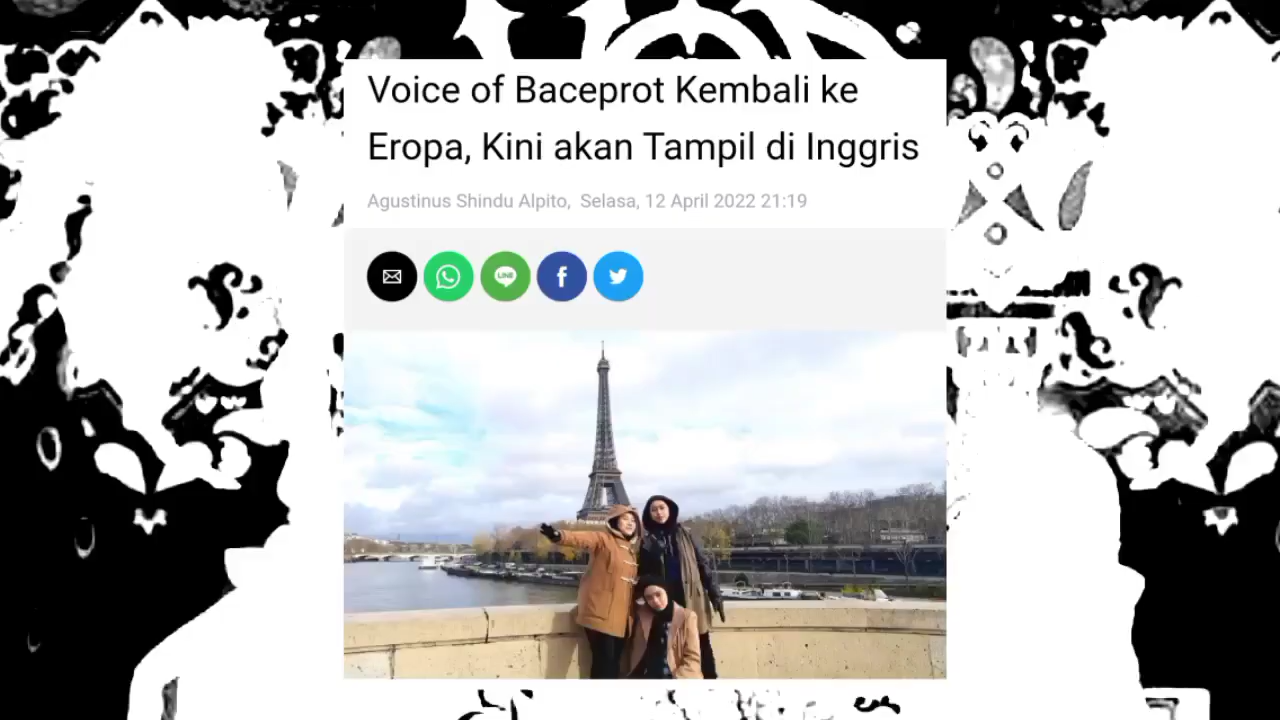 Voice of Baceprot Kembali ke
Eropa, Kini akan Tampil di Inggris
Agustinus Shindu Alpito, Selasa, 12 April 2022 21:19
LINE
f